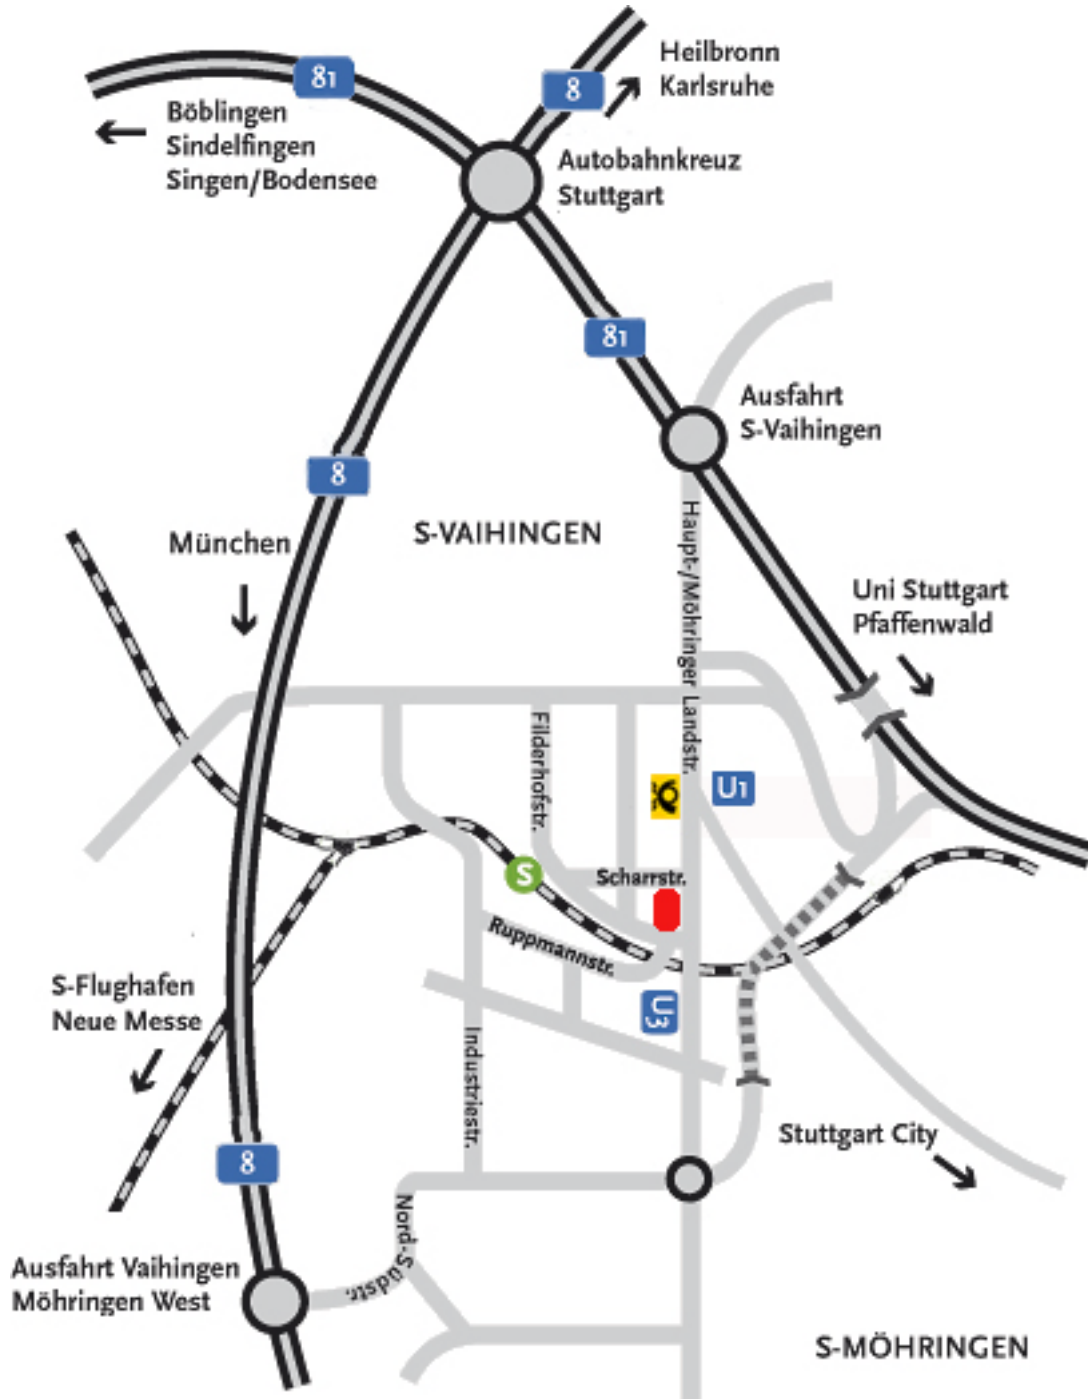 81
8
Heilbronn
Karlsruhe
Böblingen
Sindelfingen
Singen/Bodensee
Autobahnkreuz
Stuttgart
81
Ausfahrt
S-Vaihingen
8
S-VAIHINGEN
München
Haupt-/Möhringer Landstr.
Uni Stuttgart
Pfaffenwald
Filderhofstr.
U1
S
Scharrstr.
Ruppmannstr.
S-Flughafen
Neue Messe
U3
Industriestr.
Stuttgart City
8
Nord-Südstr.
Ausfahrt Vaihingen
Möhringen West
S-MÖHRINGEN